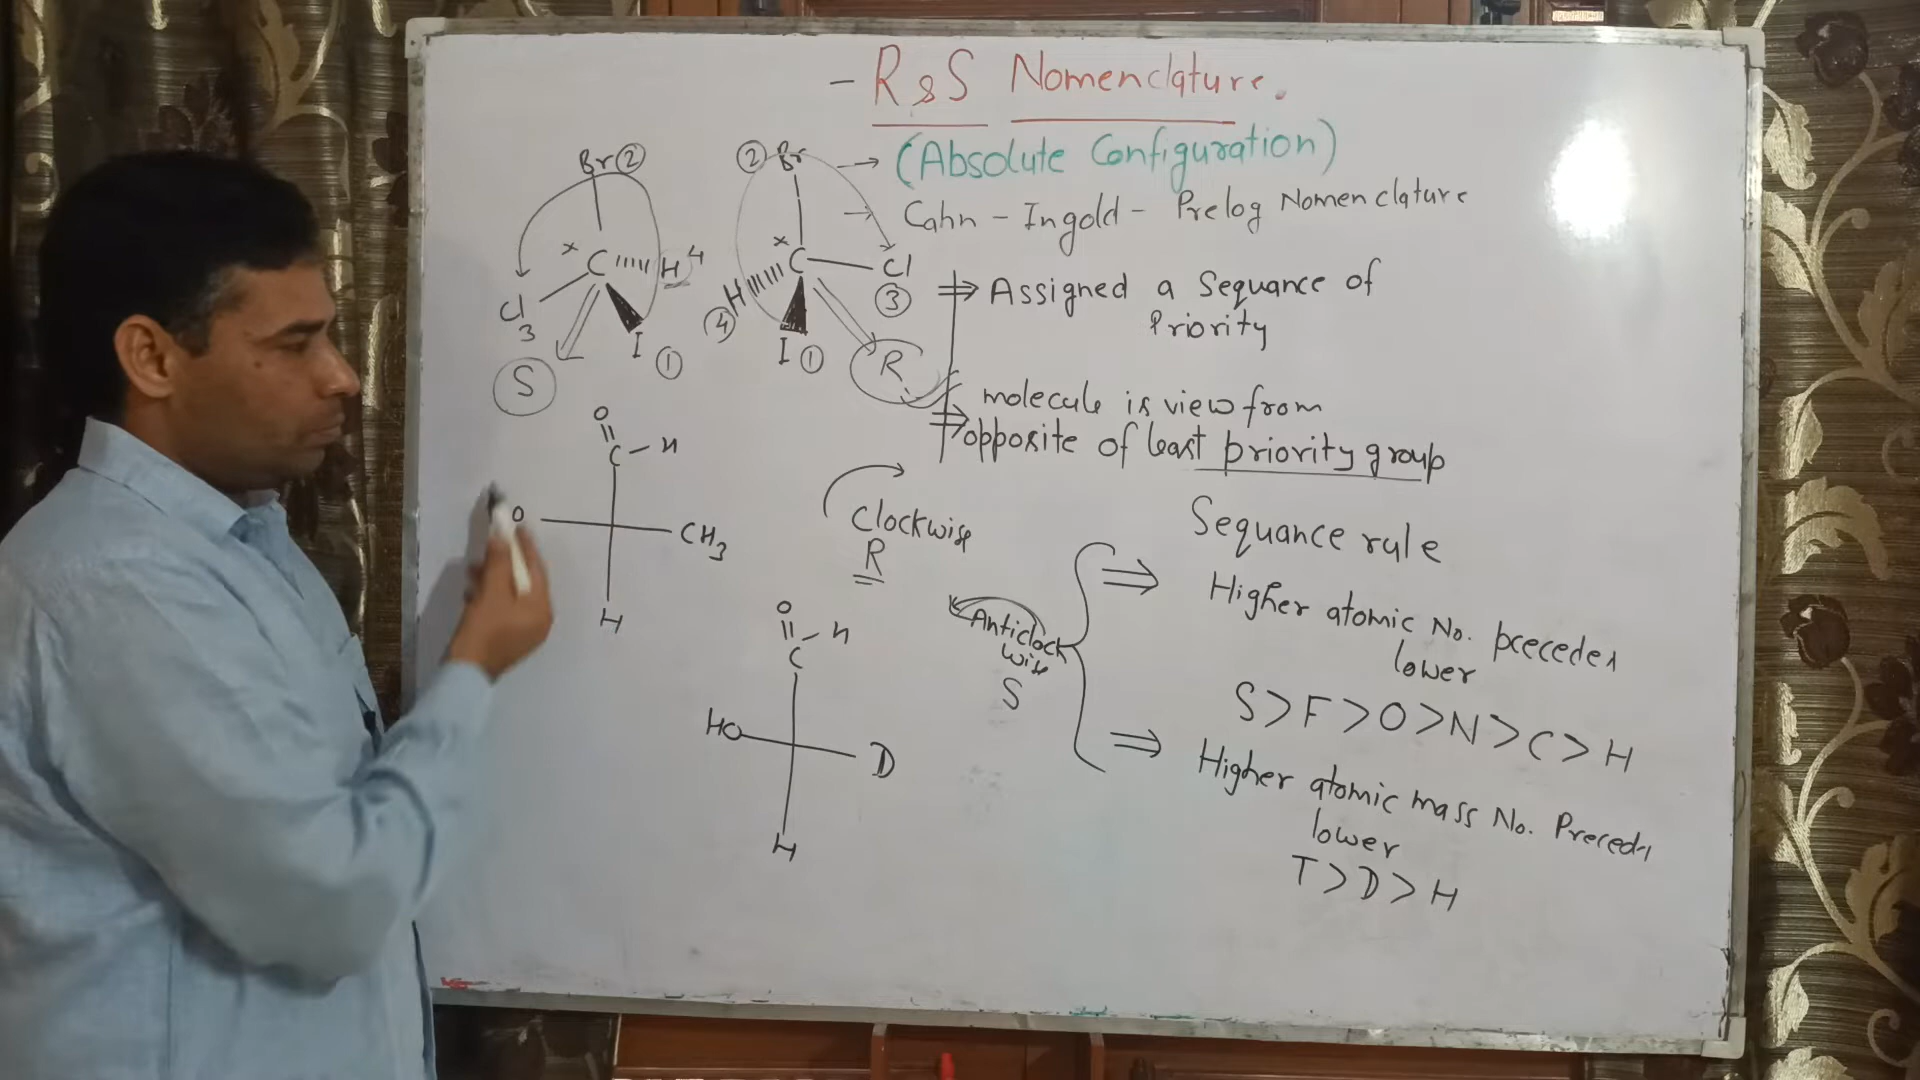 - R & S Nomenclature.
→ (Absolute Configuration)
→ Cahn - Ingold - Prelog Nomenclature
⇒ Assigned a Sequance of
Priority
molecule is view from
⇒ opposite of least priority group
Br ②
x
C
H 4
Cl
3
I ①
S
② Br
x
C
Cl
③
H
④
I ①
R
O
C - H
O
CH3
H
Clockwise
R
O
C - H
HO
D
H
Anticlock
wise
S
Sequance rule
⇒ Higher atomic No. precedes
lower
S > F > O > N > C > H
⇒ Higher atomic mass No. Precedes
lower
T > D > H